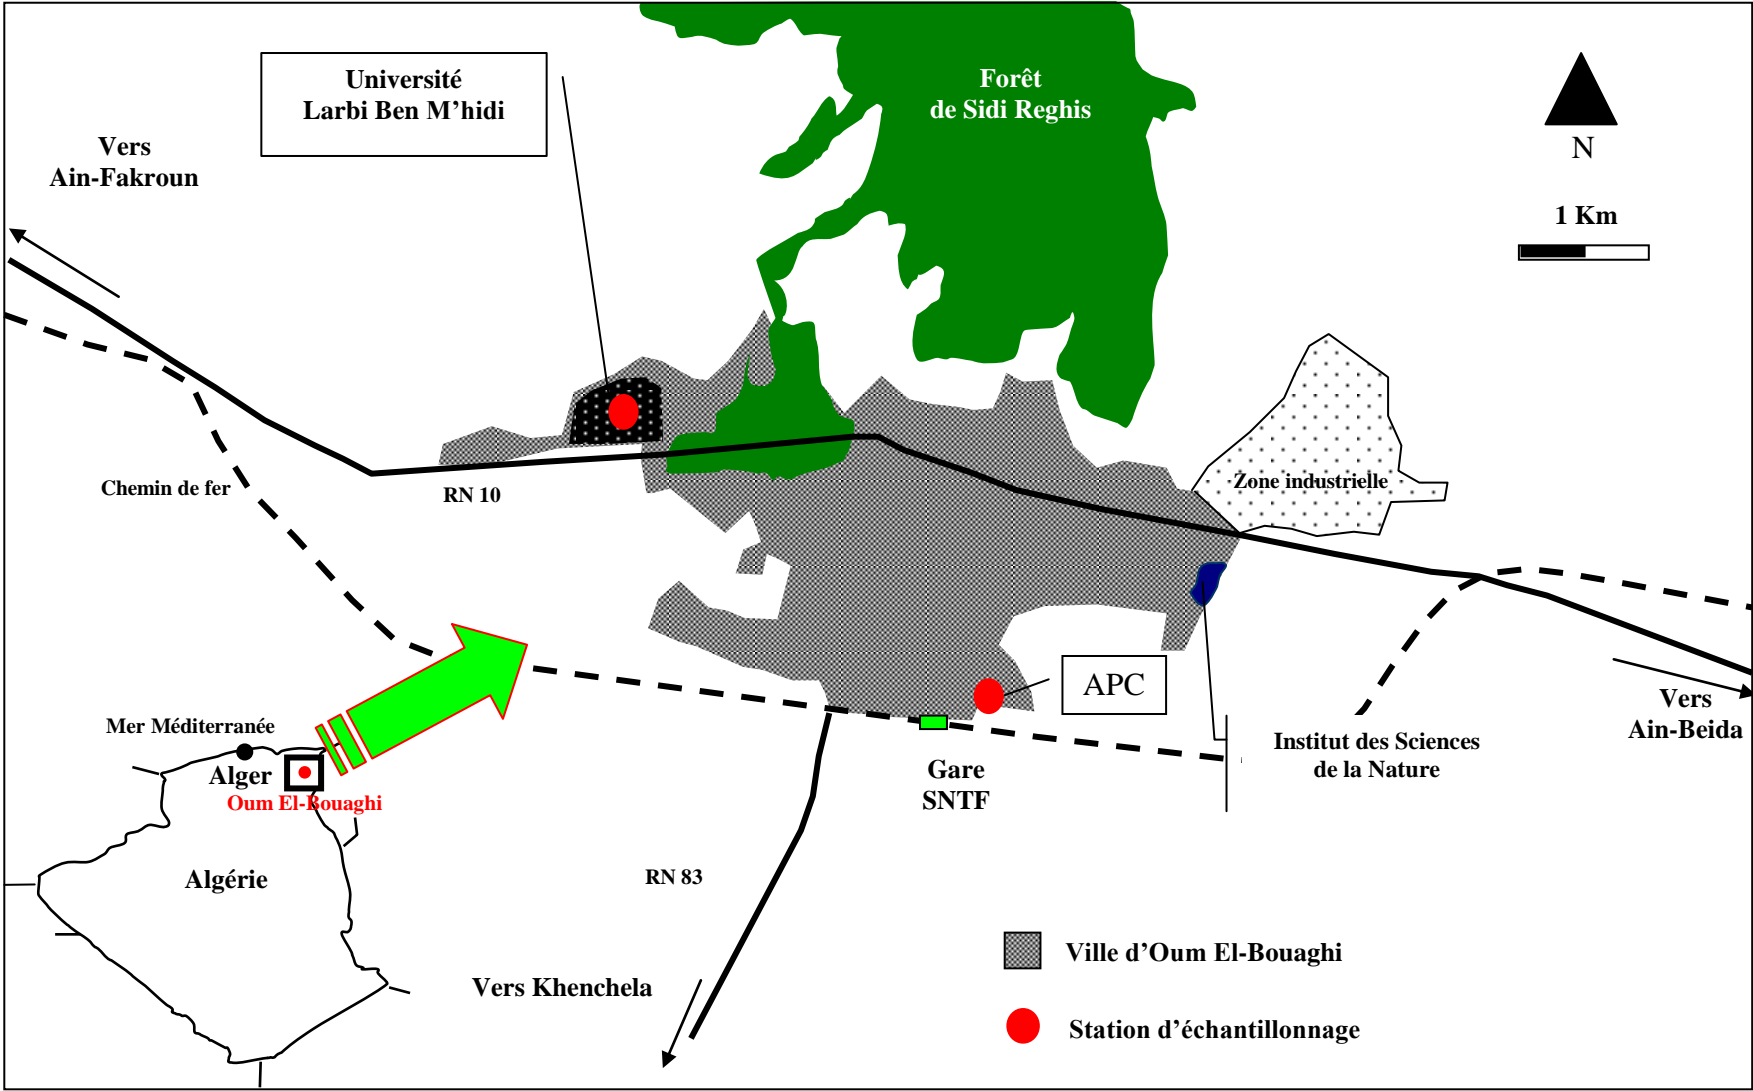 Université
Larbi Ben M’hidi
Forêt
de Sidi Reghis
Vers
Ain-Fakroun
N
1 Km
Chemin de fer
RN 10
Zone industrielle
APC
Vers
Ain-Beida
Institut des Sciences
de la Nature
Gare
SNTF
Mer Méditerranée
Alger
Oum El-Bouaghi
Algérie
RN 83
Vers Khenchela
Ville d’Oum El-Bouaghi
Station d’échantillonnage